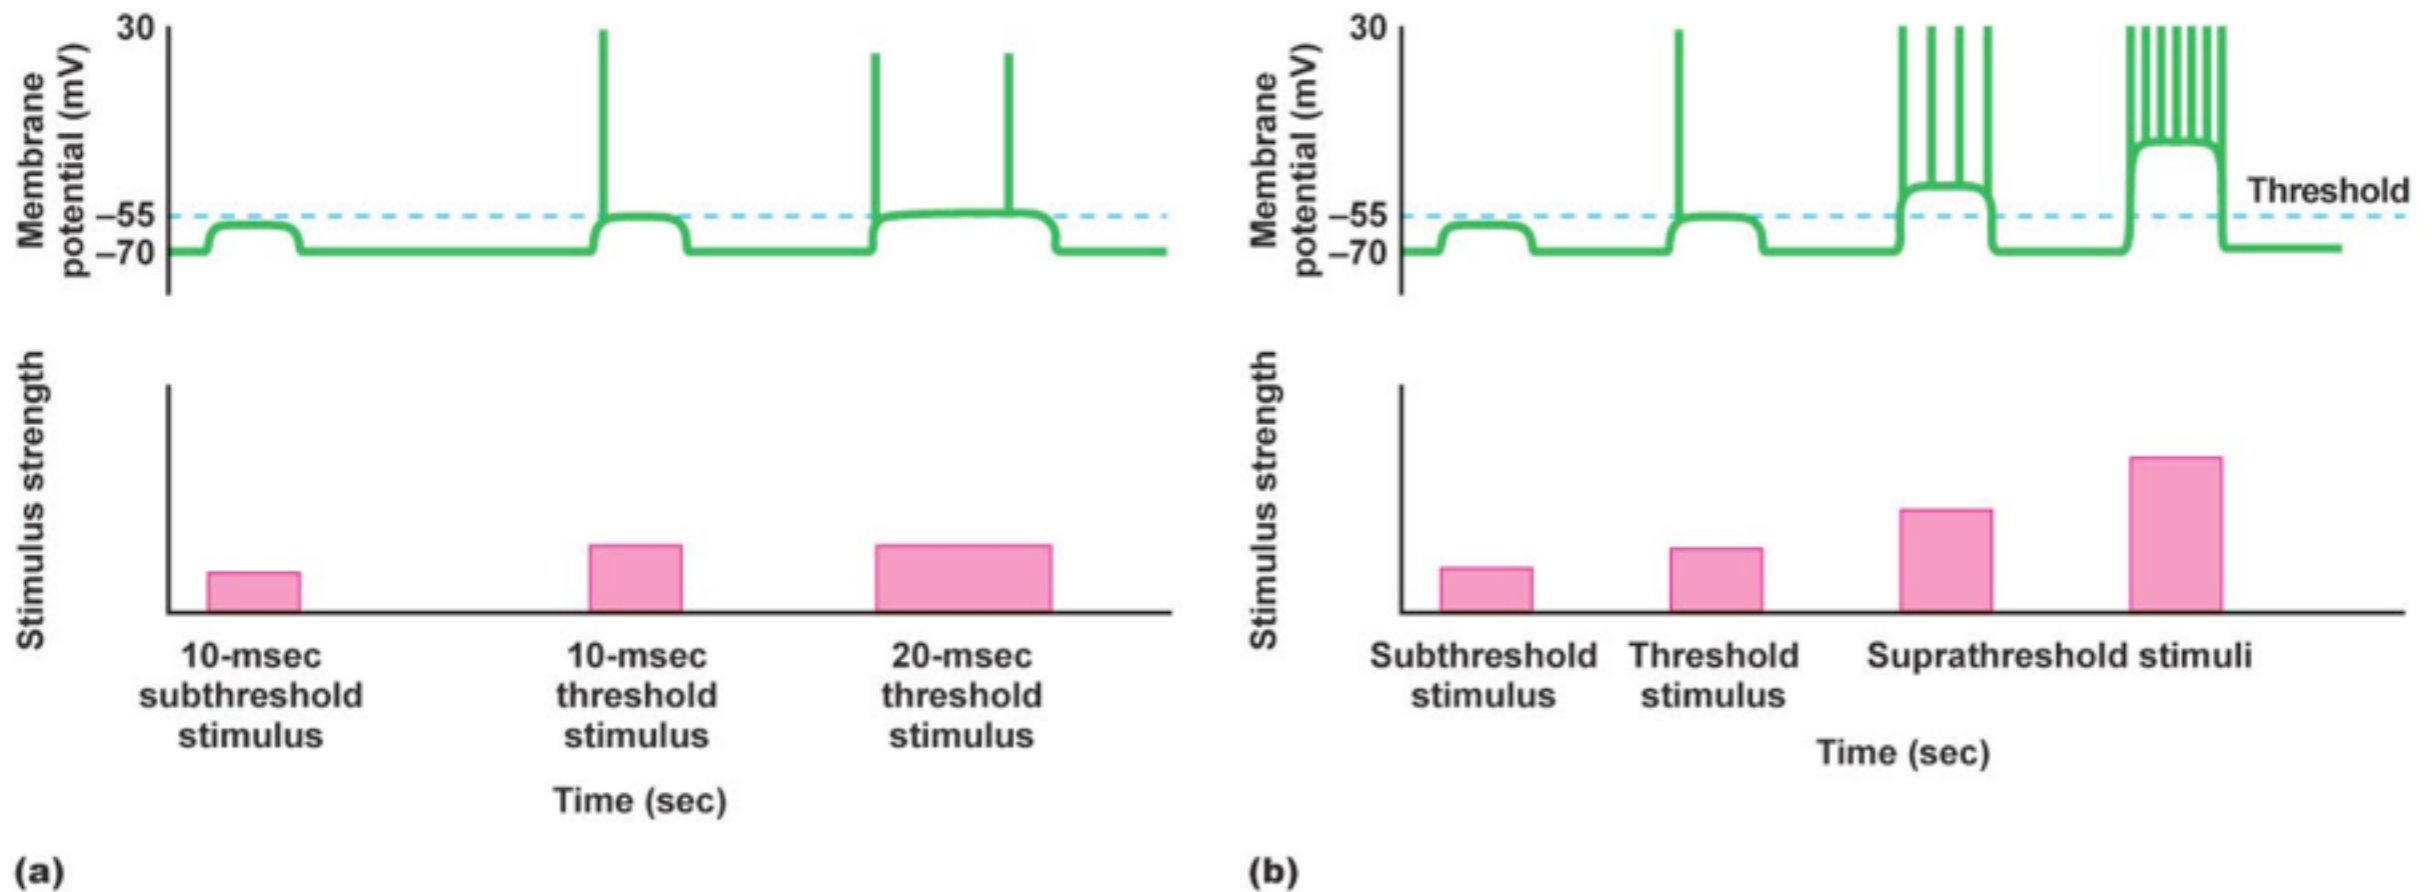 30
Membrane
potential (mV)
–55
–70
Stimulus strength
10-msec
subthreshold
stimulus
10-msec
threshold
stimulus
20-msec
threshold
stimulus
Time (sec)
(a)
30
Membrane
potential (mV)
Threshold
–55
–70
Stimulus strength
Subthreshold
stimulus
Threshold
stimulus
Suprathreshold stimuli
Time (sec)
(b)